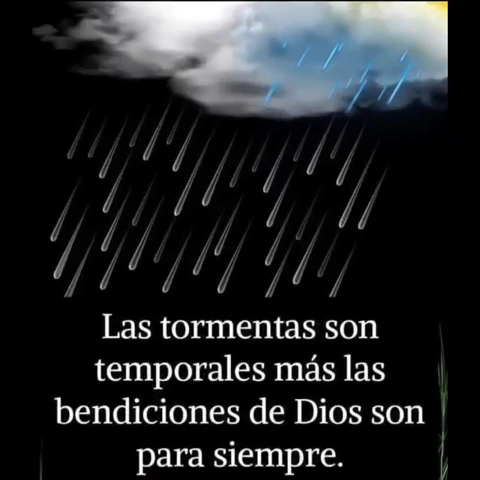 Las tormentas son
temporales más las
bendiciones de Dios son
para siempre.